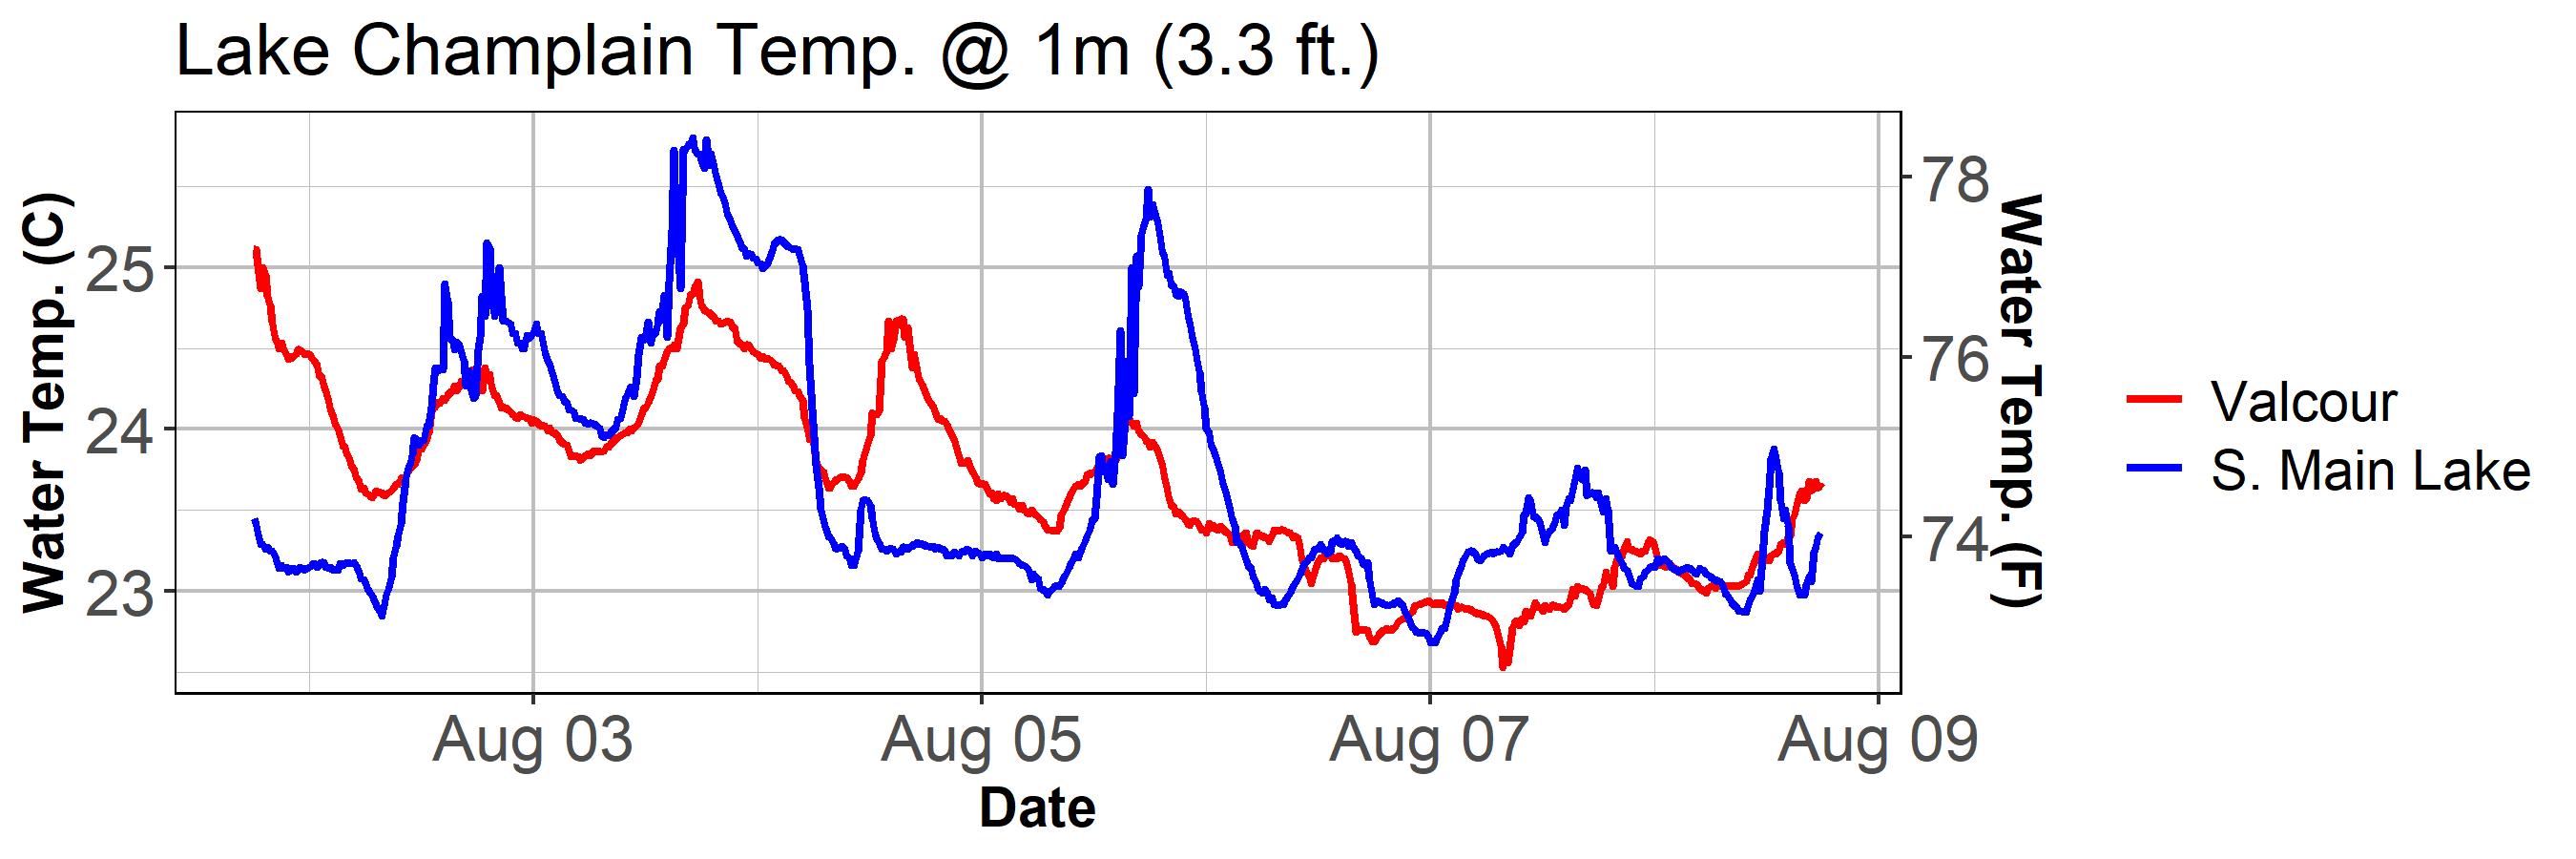 Lake Champlain Temp. @ 1m (3.3 ft.)
Water Temp. (C)
25
24
23
78
76
74
Water Temp. (F)
Aug 03
Aug 05
Aug 07
Aug 09
Date
Valcour
S. Main Lake